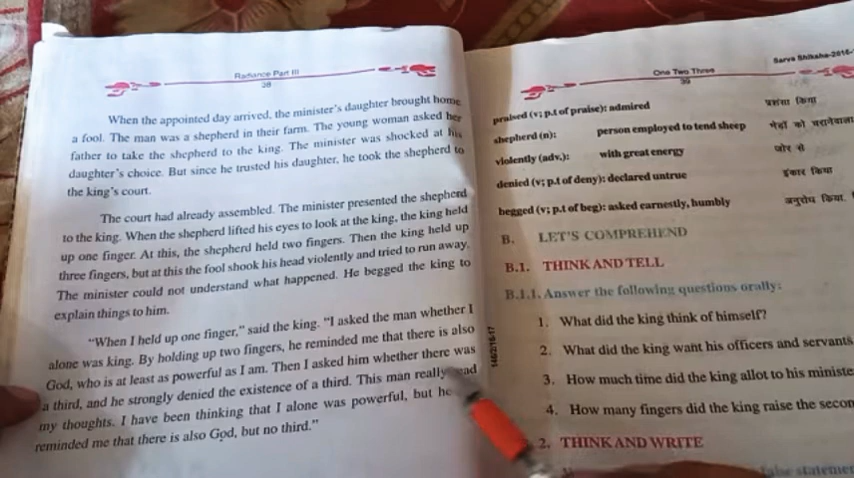 Radiance Part III
28
When the appointed day arrived, the minister's daughter brought home
a fool. The man was a shepherd in their farm. The young woman asked her
father to take the shepherd to the king. The minister was shocked at his
daughter's choice. But since he trusted his daughter, he took the shepherd to
the king's court.
The court had already assembled. The minister presented the shepherd
to the king. When the shepherd lifted his eyes to look at the king, the king held
up one finger. At this, the shepherd held two fingers. Then the king held up
three fingers, but at this the fool shook his head violently and tried to run away.
The minister could not understand what happened. He begged the king to
explain things to him.
"When I held up one finger," said the king. "I asked the man whether I
alone was king. By holding up two fingers, he reminded me that there is also
God, who is at least as powerful as I am. Then I asked him whether there was
a third, and he strongly denied the existence of a third. This man really read
my thoughts. I have been thinking that I alone was powerful, but he
reminded me that there is also God, but no third."
One Two Three
29
Sarva Shiksha-2016-
praised (v; p.t of praise): admired प्रशंसा किया
shepherd (n): person employed to tend sheep भेड़ों को चरानेवाला
violently (adv.): with great energy जोर से
denied (v; p.t of deny): declared untrue इंकार किया
begged (v; p.t of beg): asked earnestly, humbly अनुरोध किया
B. LET'S COMPREHEND
B.1. THINK AND TELL
B.1.1. Answer the following questions orally:
1. What did the king think of himself?
2. What did the king want his officers and servants
3. How much time did the king allot to his ministe
4. How many fingers did the king raise the secon
2. THINK AND WRITE
false statemen